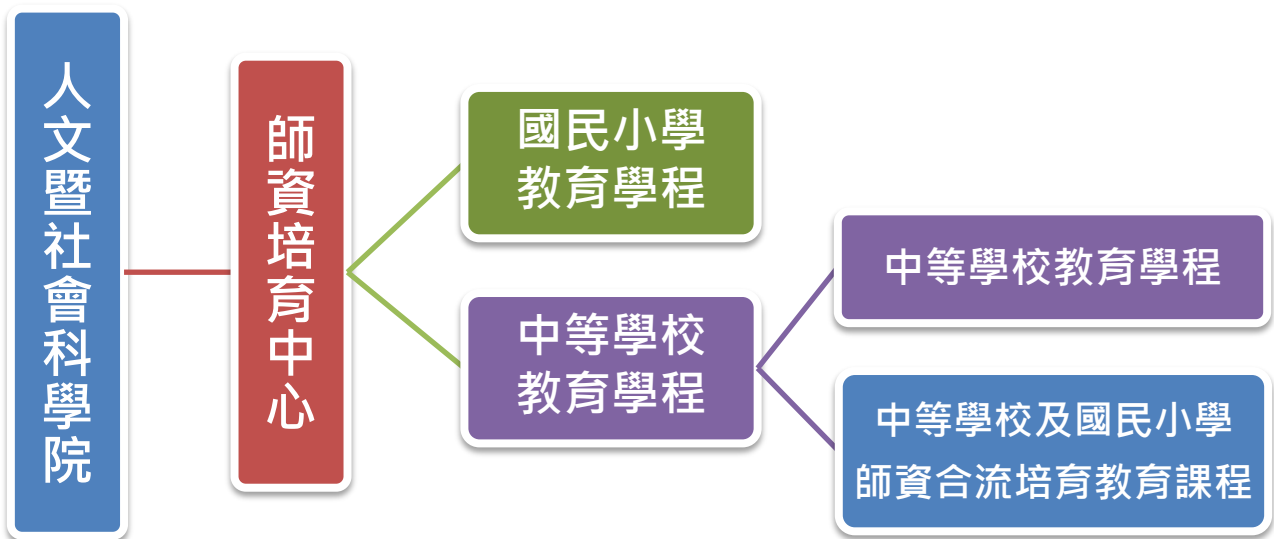 人文暨社會科學院
師資培育中心
國民小學
教育學程
中等學校
教育學程
中等學校教育學程
中等學校及國民小學
師資合流培育教育課程